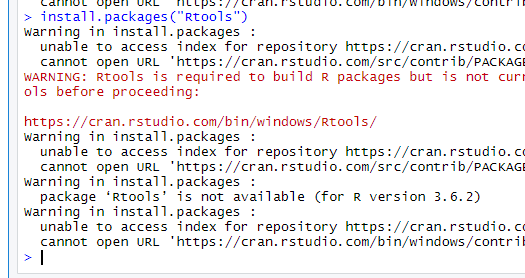 cannot open URL 'https://cran.rstudio.com/bin/windows/contrib
> install.packages("Rtools")
Warning in install.packages :
unable to access index for repository https://cran.rstudio.co
cannot open URL 'https://cran.rstudio.com/src/contrib/PACKAGE
WARNING: Rtools is required to build R packages but is not curr
ols before proceeding:
https://cran.rstudio.com/bin/windows/Rtools/
Warning in install.packages :
unable to access index for repository https://cran.rstudio.co
cannot open URL 'https://cran.rstudio.com/src/contrib/PACKAGE
Warning in install.packages :
package ‘Rtools’ is not available (for R version 3.6.2)
Warning in install.packages :
unable to access index for repository https://cran.rstudio.co
cannot open URL 'https://cran.rstudio.com/bin/windows/contrib
>